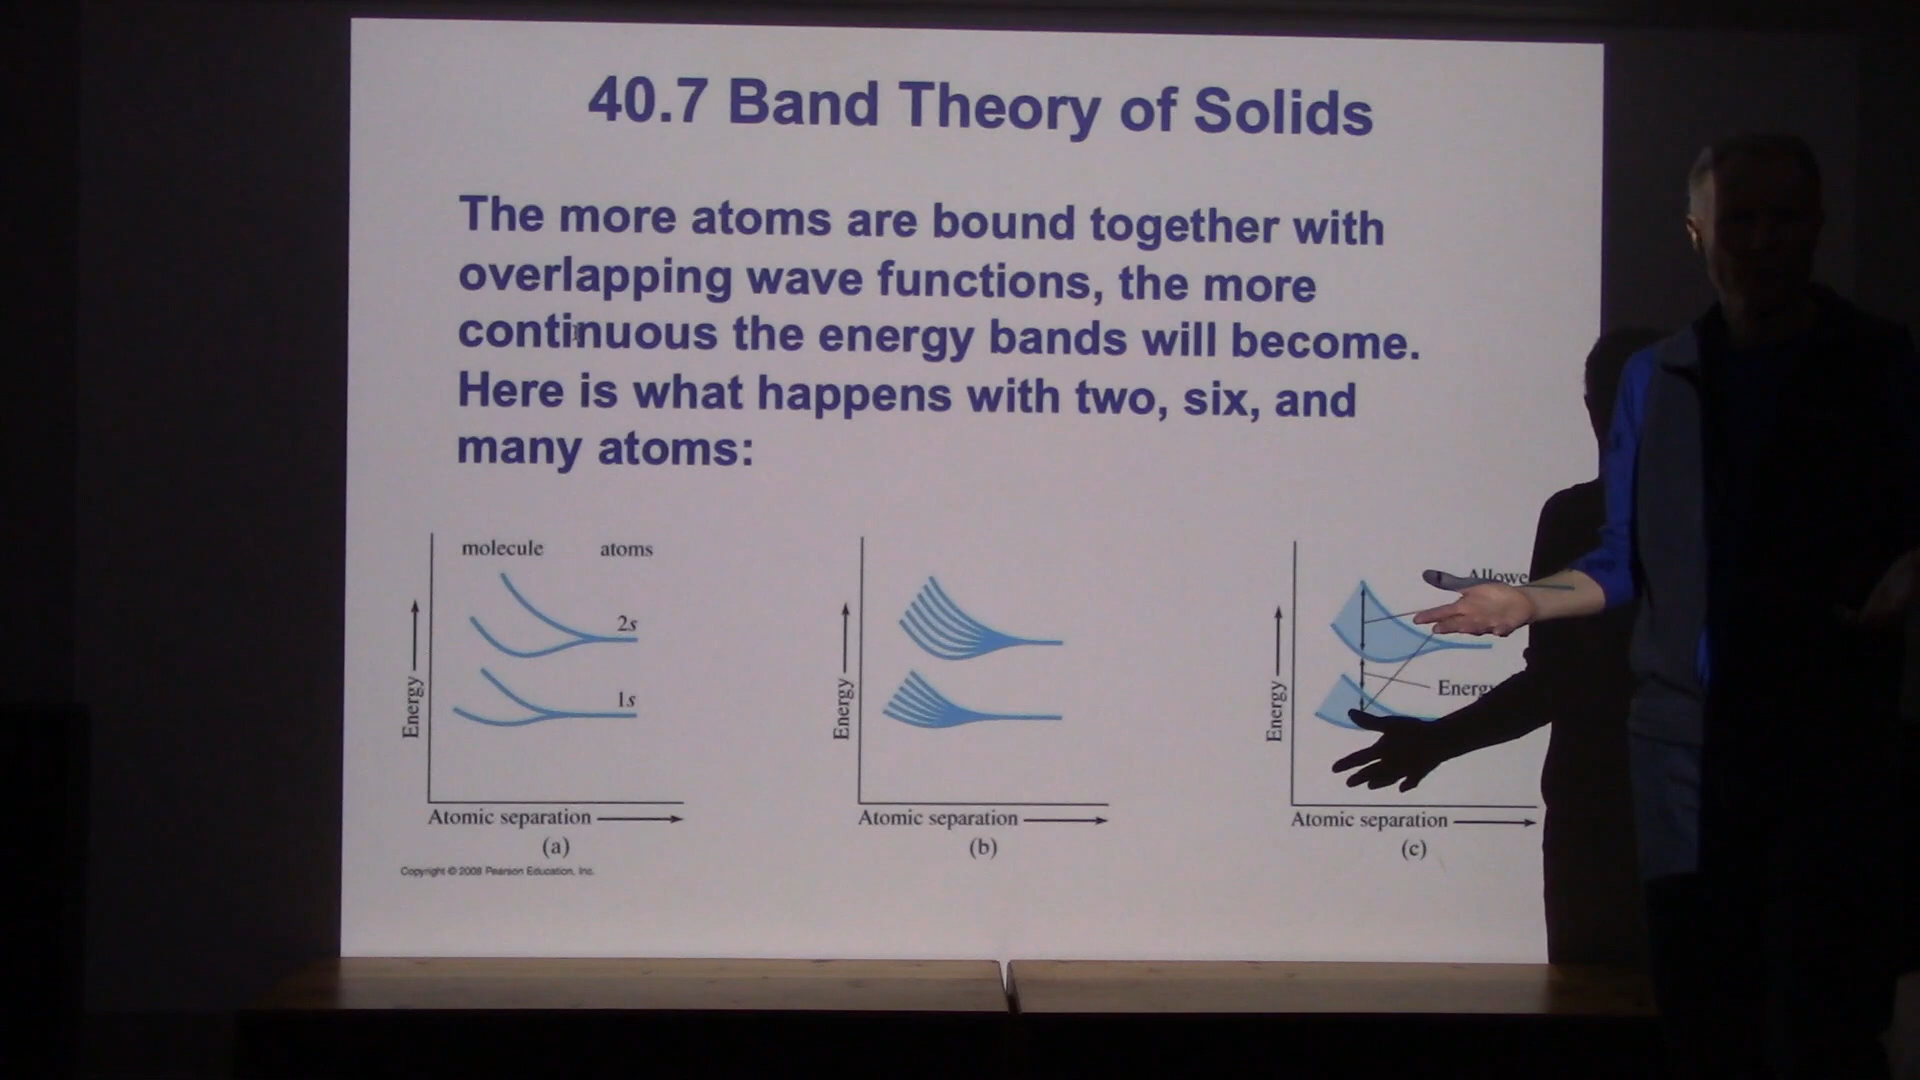 40.7 Band Theory of Solids
The more atoms are bound together with
overlapping wave functions, the more
continuous the energy bands will become.
Here is what happens with two, six, and
many atoms:
molecule atoms
2s
1s
Energy
Atomic separation
(a)
Energy
Atomic separation
(b)
Allowe
Energy
Energy
Atomic separation
(c)
Copyright © 2009 Pearson Education, Inc.